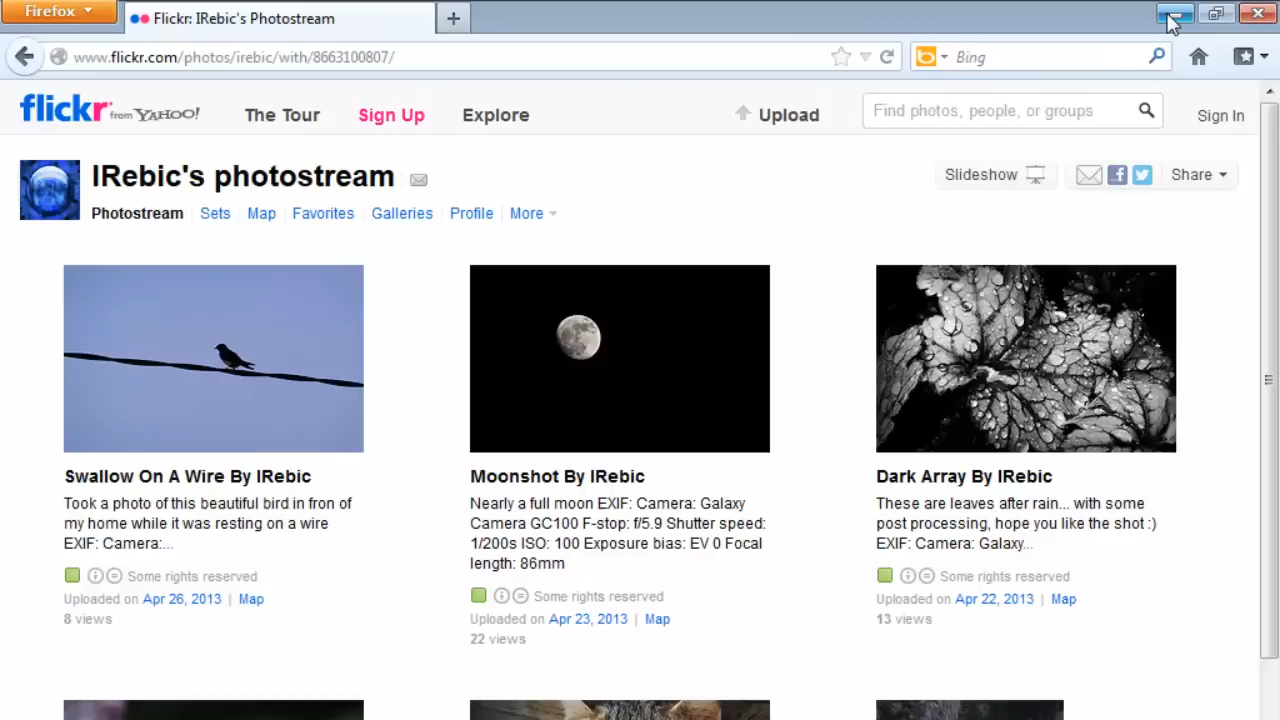 Firefox
Flickr: IRebic's Photostream
www.flickr.com/photos/irebic/with/8663100807/
Bing
flickr from YAHOO!
The Tour
Sign Up
Explore
Upload
Find photos, people, or groups
Sign In
IRebic's photostream
Slideshow
Share
Photostream
Sets
Map
Favorites
Galleries
Profile
More
Swallow On A Wire By IRebic
Took a photo of this beautiful bird in fron of
my home while it was resting on a wire
EXIF: Camera:...
Some rights reserved
Uploaded on Apr 26, 2013 | Map
8 views
Moonshot By IRebic
Nearly a full moon EXIF: Camera: Galaxy
Camera GC100 F-stop: f/5.9 Shutter speed:
1/200s ISO: 100 Exposure bias: EV 0 Focal
length: 86mm
Some rights reserved
Uploaded on Apr 23, 2013 | Map
22 views
Dark Array By IRebic
These are leaves after rain... with some
post processing, hope you like the shot :)
EXIF: Camera: Galaxy...
Some rights reserved
Uploaded on Apr 22, 2013 | Map
13 views